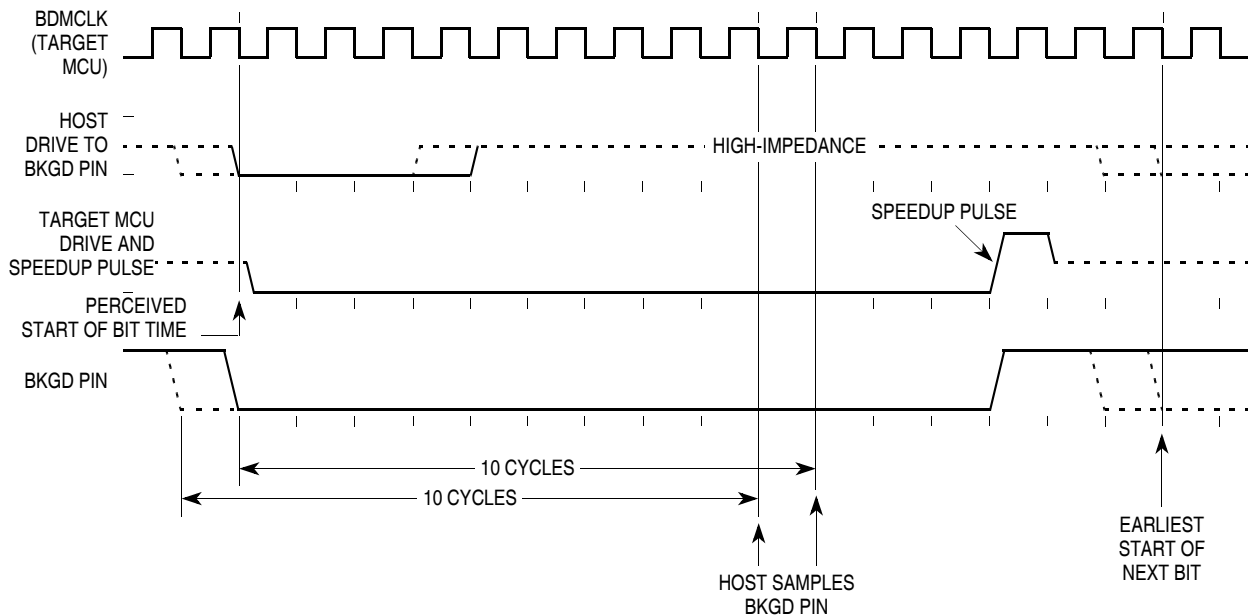 BDMCLK
(TARGET
MCU)
HOST
DRIVE TO
BKGD PIN
HIGH-IMPEDANCE
TARGET MCU
DRIVE AND
SPEEDUP PULSE
SPEEDUP PULSE
PERCEIVED
START OF BIT TIME
BKGD PIN
10 CYCLES
10 CYCLES
HOST SAMPLES
BKGD PIN
EARLIEST
START OF
NEXT BIT